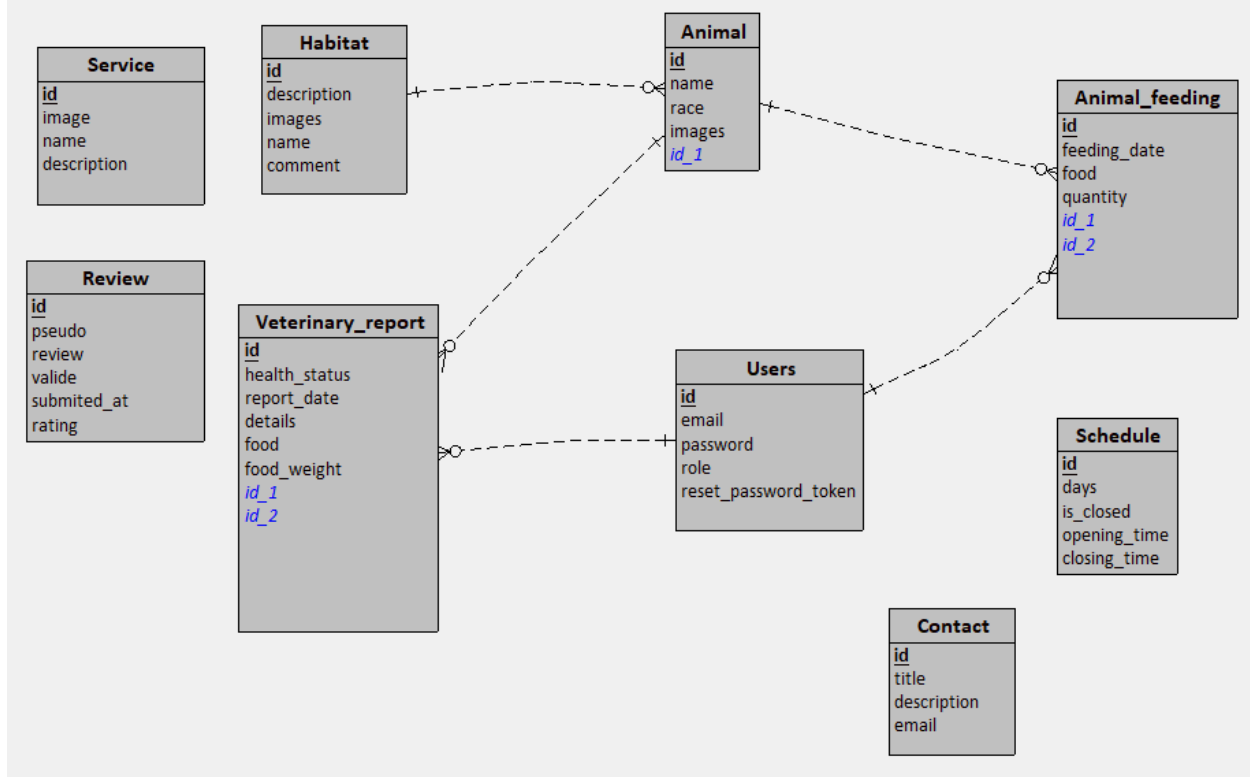 Service
id
image
name
description
Habitat
id
description
images
name
comment
Animal
id
name
race
images
id_1
Animal_feeding
id
feeding_date
food
quantity
id_1
id_2
Review
id
pseudo
review
valide
submited_at
rating
Veterinary_report
id
health_status
report_date
details
food
food_weight
id_1
id_2
Users
id
email
password
role
reset_password_token
Schedule
id
days
is_closed
opening_time
closing_time
Contact
id
title
description
email